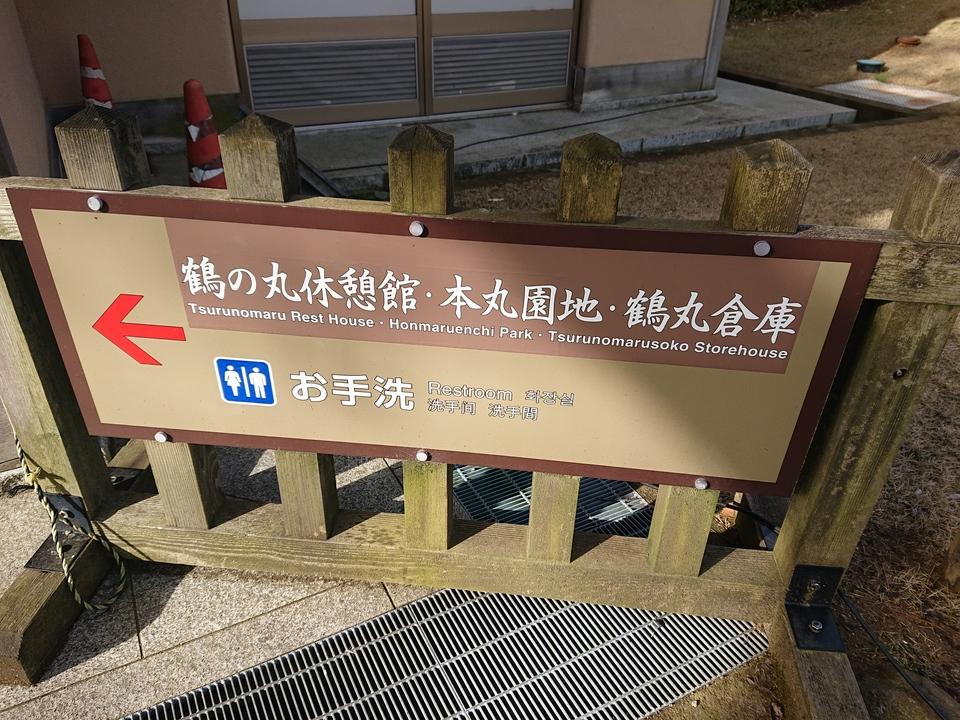 鶴の丸休憩館・本丸園地・鶴丸倉庫
Tsurunomaru Rest House・Honmaruenchi Park・Tsurunomarusoko Storehouse
お手洗 Restroom 화장실
洗手间 洗手間